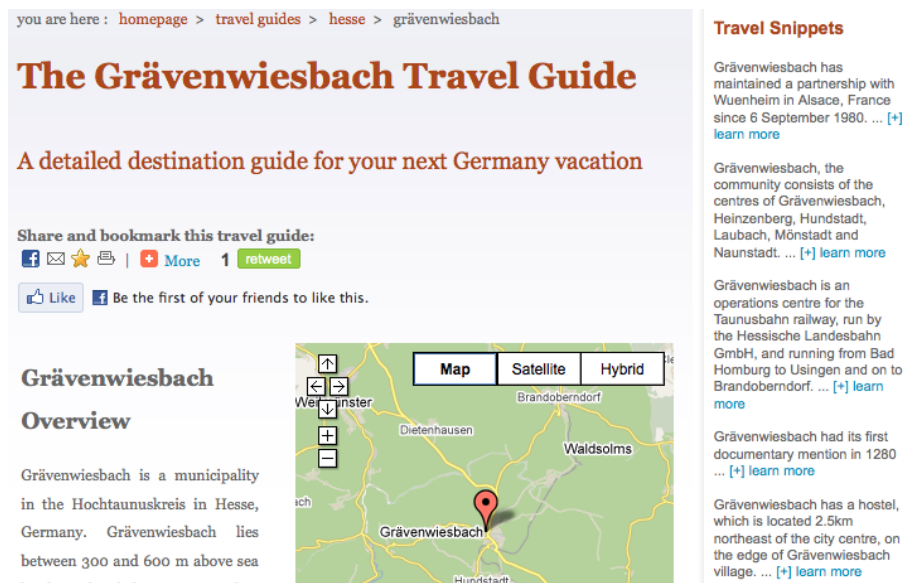 you are here : homepage > travel guides > hesse > grävenwiesbach
The Grävenwiesbach Travel Guide
A detailed destination guide for your next Germany vacation
Share and bookmark this travel guide:
| More 1 retweet
Like Be the first of your friends to like this.
Grävenwiesbach
Overview
Grävenwiesbach is a municipality
in the Hochtaunuskreis in Hesse,
Germany. Grävenwiesbach lies
between 300 and 600 m above sea
Map Satellite Hybrid
Brandoberndorf
Dietenhausen
Waldsolms
Grävenwiesbach
Hundstadt
Travel Snippets
Grävenwiesbach has
maintained a partnership with
Wuenheim in Alsace, France
since 6 September 1980. ... [+]
learn more
Grävenwiesbach, the
community consists of the
centres of Grävenwiesbach,
Heinzenberg, Hundstadt,
Laubach, Mönstadt and
Naunstadt. ... [+] learn more
Grävenwiesbach is an
operations centre for the
Taunusbahn railway, run by
the Hessische Landesbahn
GmbH, and running from Bad
Homburg to Usingen and on to
Brandoberndorf. ... [+] learn
more
Grävenwiesbach had its first
documentary mention in 1280
... [+] learn more
Grävenwiesbach has a hostel,
which is located 2.5km
northeast of the city centre, on
the edge of Grävenwiesbach
village. ... [+] learn more